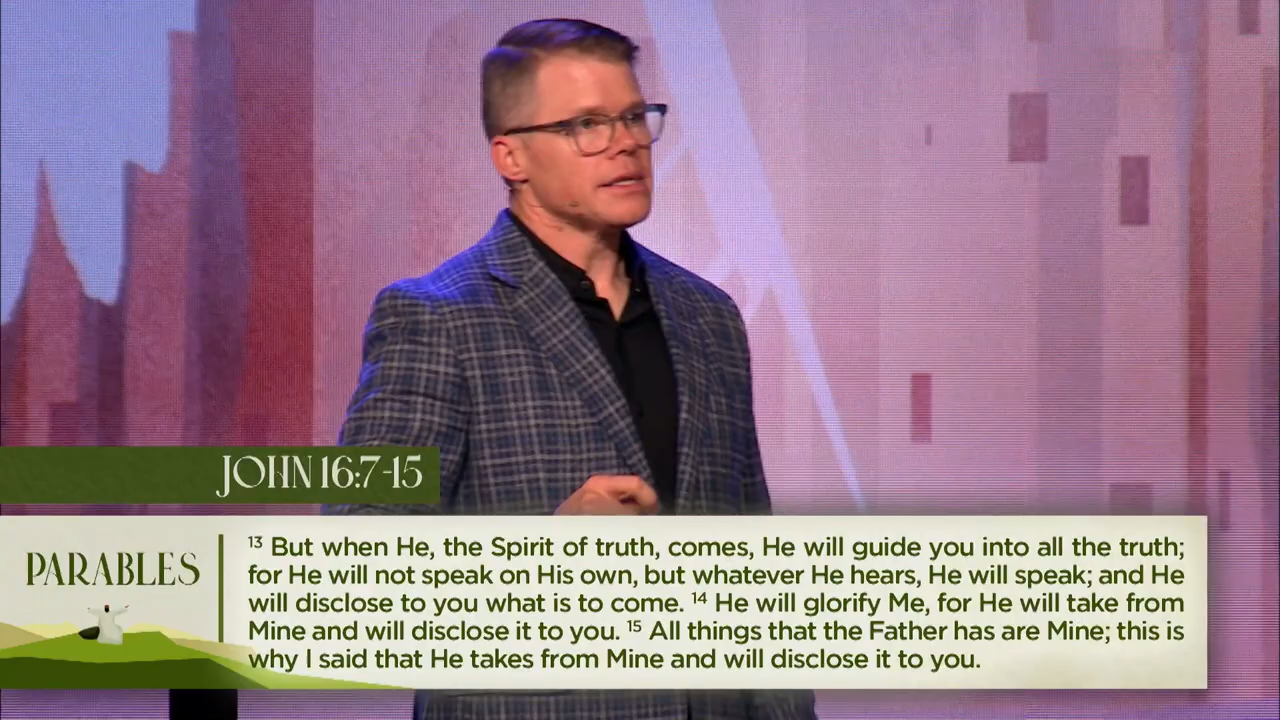 JOHN 16:7-15
PARABLES
¹³ But when He, the Spirit of truth, comes, He will guide you into all the truth;
for He will not speak on His own, but whatever He hears, He will speak; and He
will disclose to you what is to come. ¹⁴ He will glorify Me, for He will take from
Mine and will disclose it to you. ¹⁵ All things that the Father has are Mine; this is
why I said that He takes from Mine and will disclose it to you.